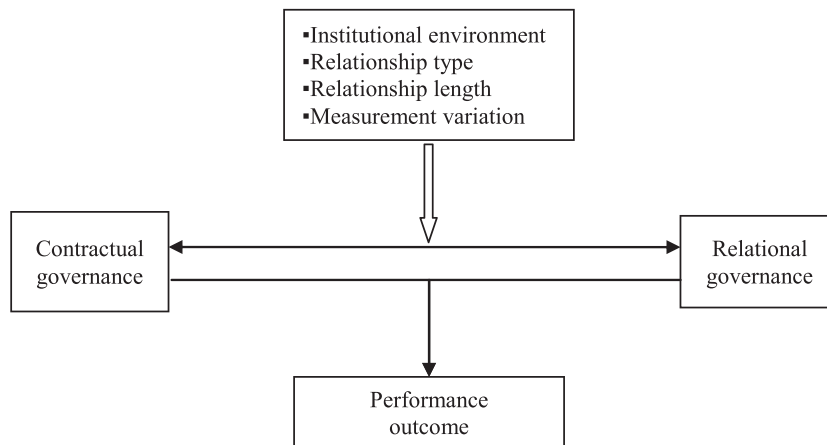 ▪Institutional environment
▪Relationship type
▪Relationship length
▪Measurement variation
Contractual
governance
Relational
governance
Performance
outcome